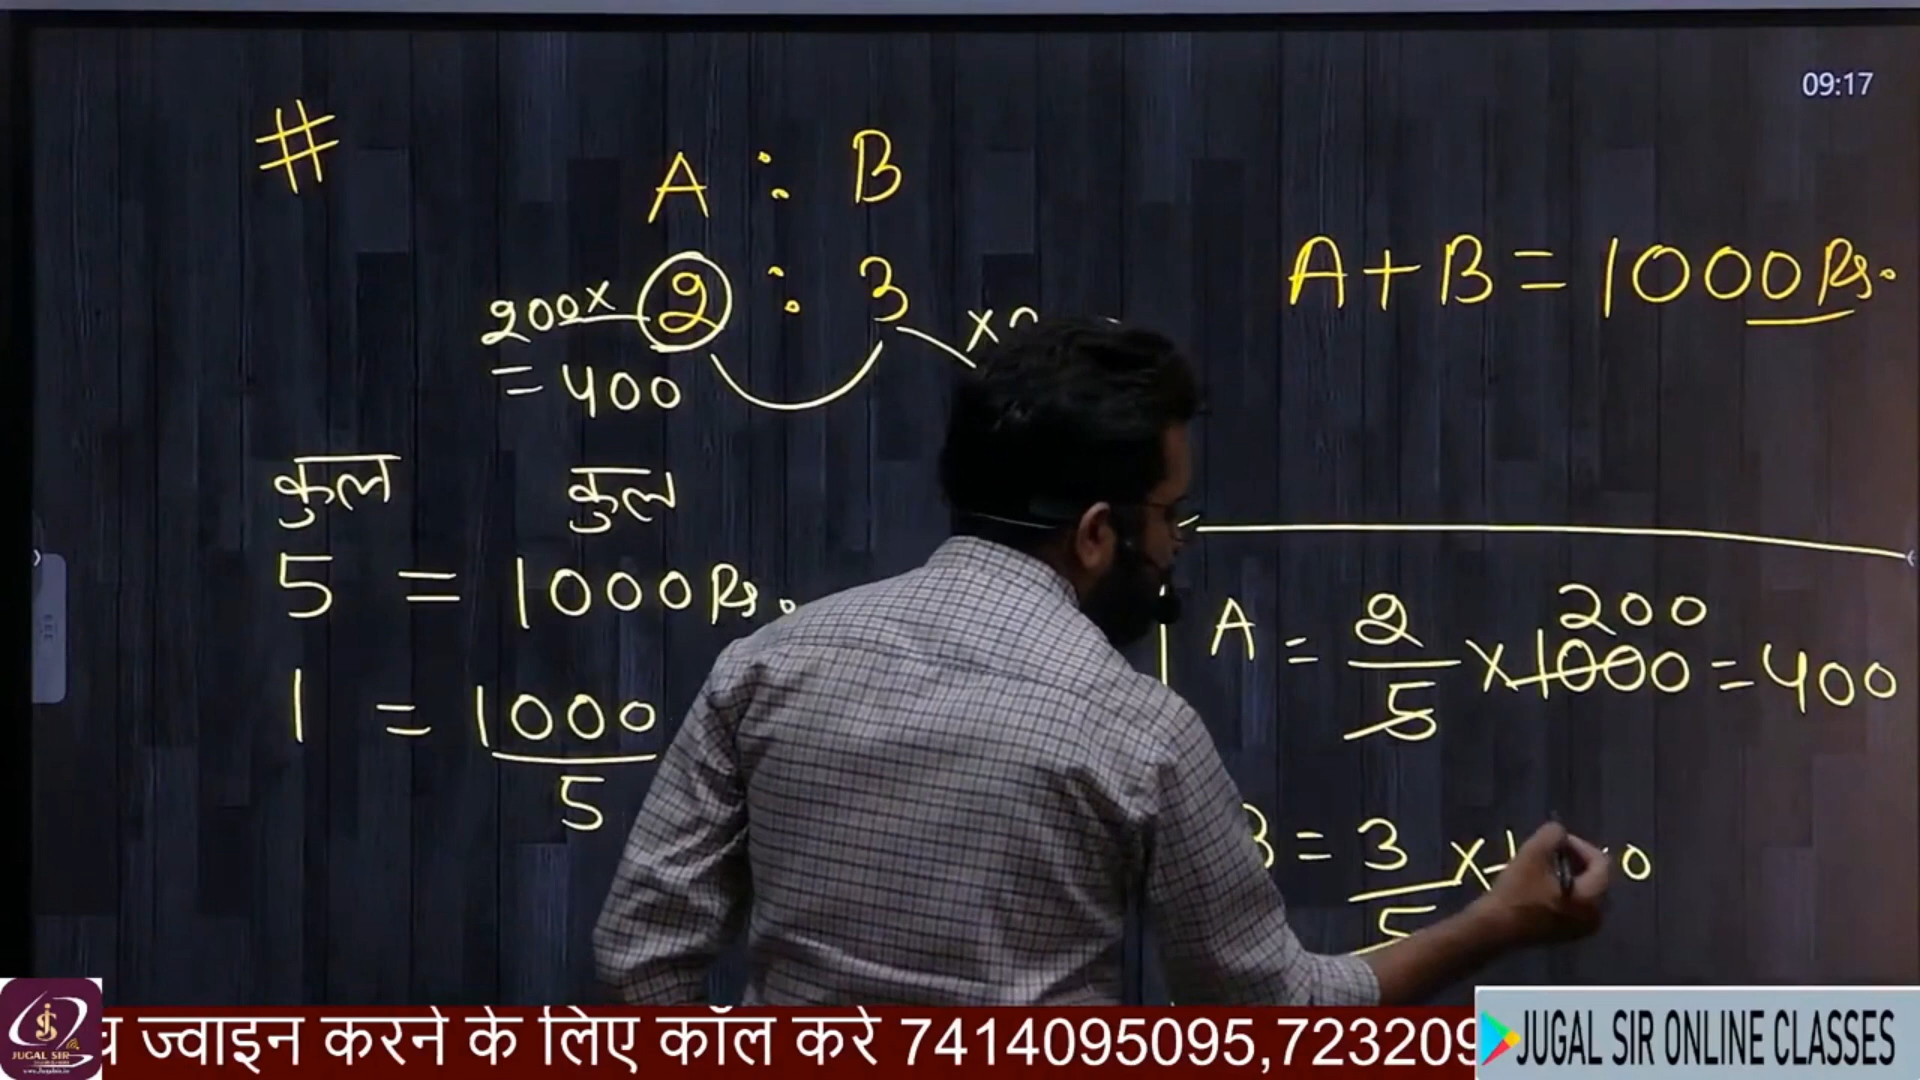 09:17
#
A : B
2 : 3
200x
= 400
A+B = 1000 Rs.
कुल कुल
5 = 1000 Rs.
1 = 1000
5
A = 2/5 × 1000 = 400
200
B = 3/5 ×
ज्वाइन करने के लिए कॉल करे 7414095095,723209
JUGAL SIR
JUGAL SIR ONLINE CLASSES